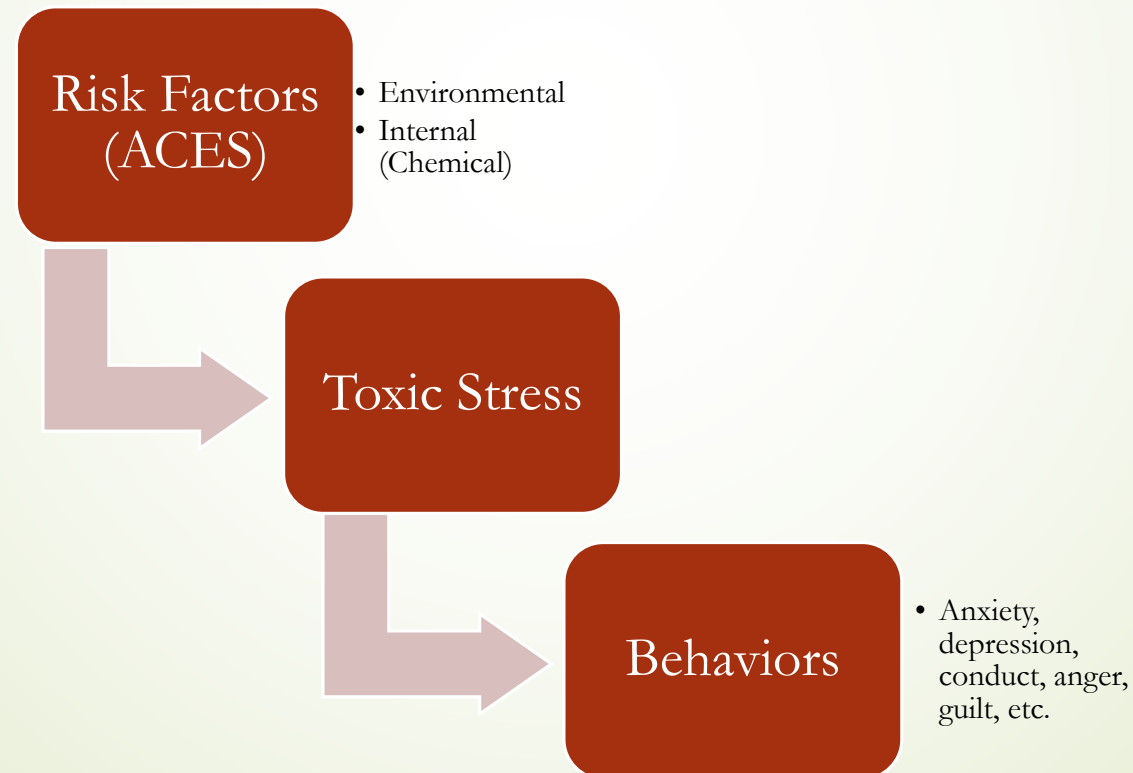 Risk Factors
(ACES)
• Environmental
• Internal
(Chemical)
Toxic Stress
Behaviors
• Anxiety,
depression,
conduct, anger,
guilt, etc.